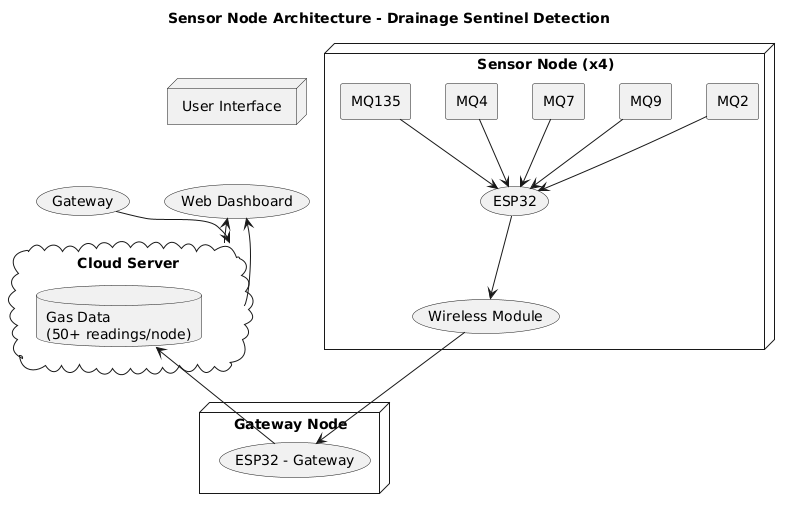 Sensor Node Architecture - Drainage Sentinel Detection
Sensor Node (x4)
MQ135
MQ4
MQ7
MQ9
MQ2
User Interface
Gateway
Web Dashboard
ESP32
Cloud Server
Gas Data
(50+ readings/node)
Wireless Module
Gateway Node
ESP32 - Gateway